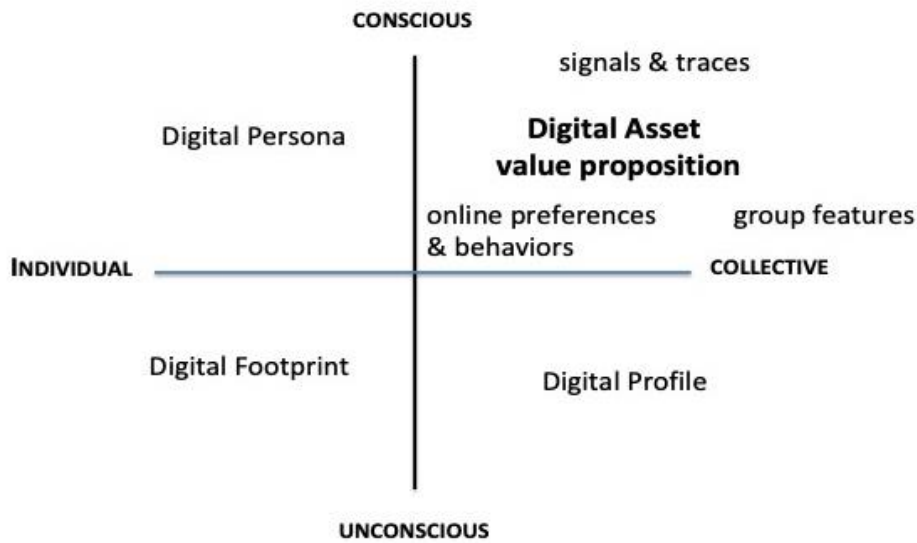 CONSCIOUS
signals & traces
Digital Persona
Digital Asset
value proposition
online preferences
& behaviors
group features
INDIVIDUAL
COLLECTIVE
Digital Footprint
Digital Profile
UNCONSCIOUS